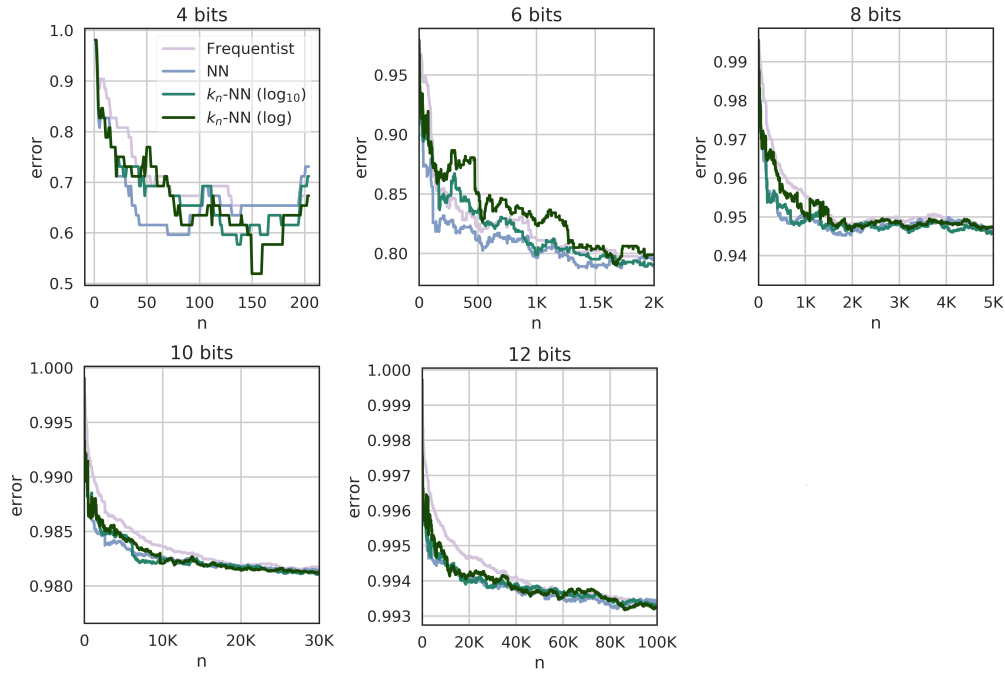 4 bits
1.0
0.9
0.8
0.7
0.6
0.5
error
0
50
100
150
200
n
Frequentist
NN
kₙ-NN (log₁₀)
kₙ-NN (log)
6 bits
0.95
0.90
0.85
0.80
error
0
500
1K
1.5K
2K
n
8 bits
0.99
0.98
0.97
0.96
0.95
0.94
error
0
1K
2K
3K
4K
5K
n
10 bits
1.000
0.995
0.990
0.985
0.980
error
0
10K
20K
30K
n
12 bits
1.000
0.999
0.998
0.997
0.996
0.995
0.994
0.993
error
0
20K
40K
60K
80K
100K
n